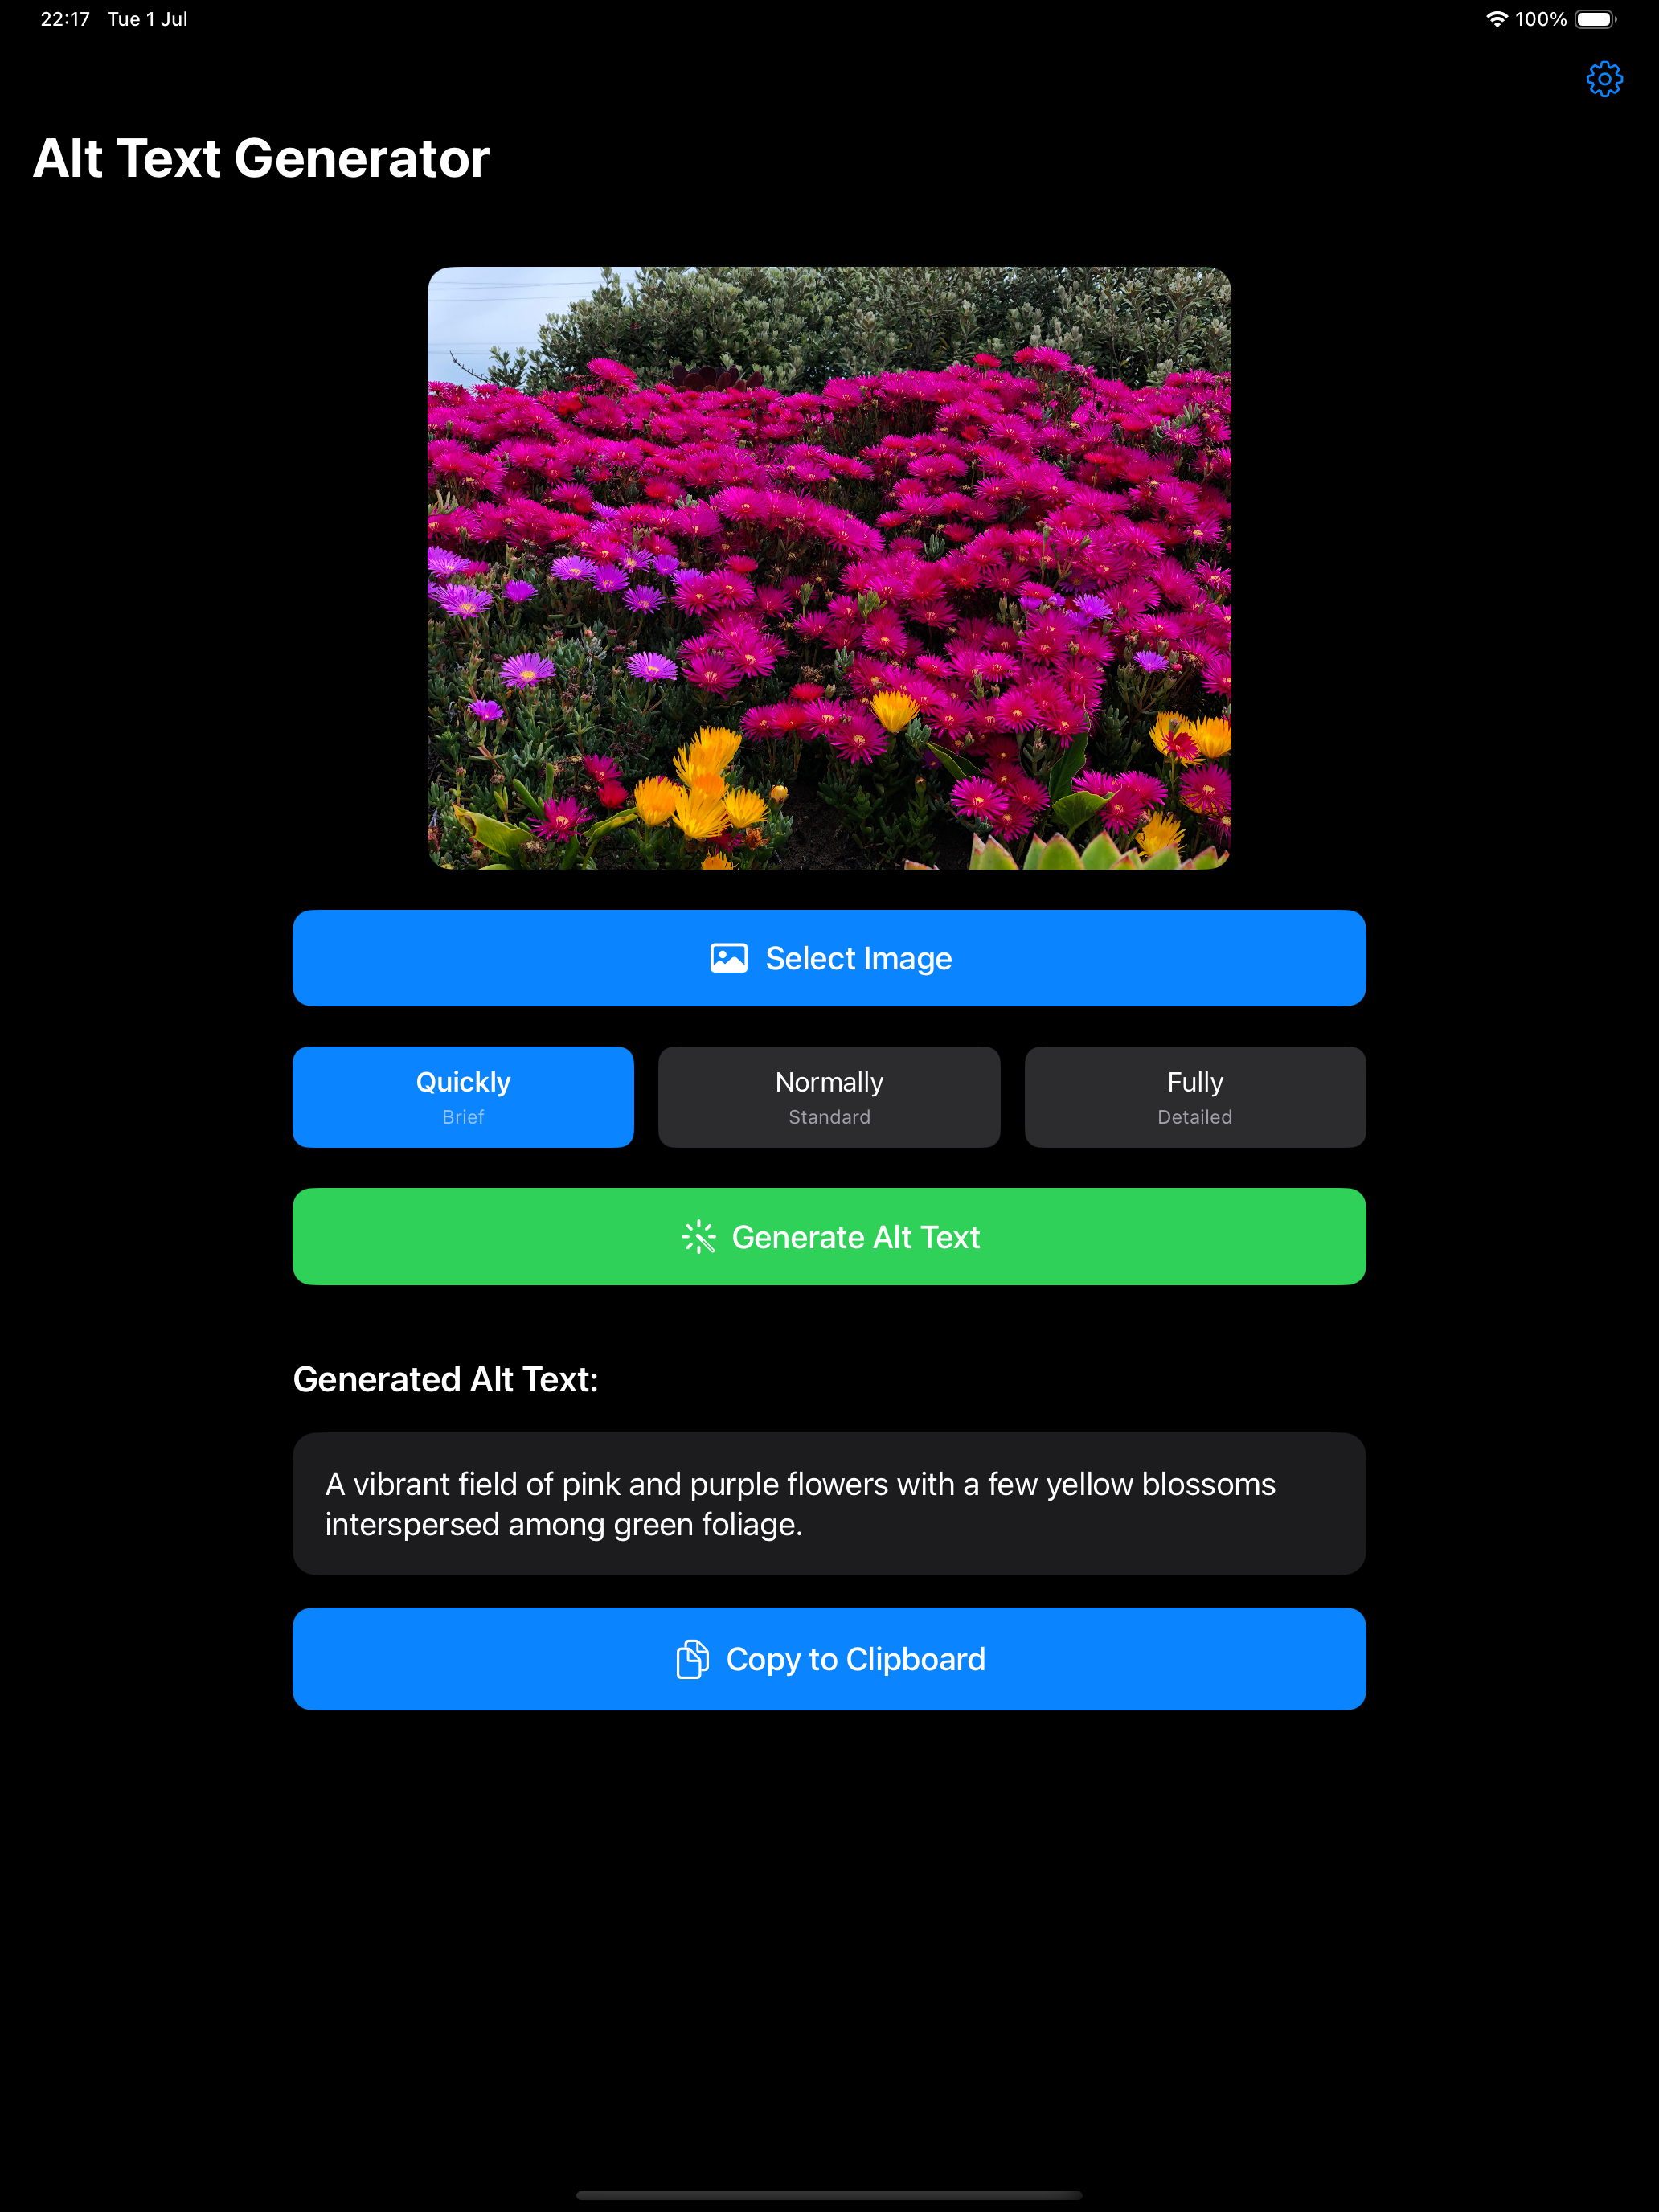 22:17 Tue 1 Jul 100%
Alt Text Generator
Select Image
Quickly Normally Fully
Brief Standard Detailed
Generate Alt Text
Generated Alt Text:
A vibrant field of pink and purple flowers with a few yellow blossoms
interspersed among green foliage.
Copy to Clipboard